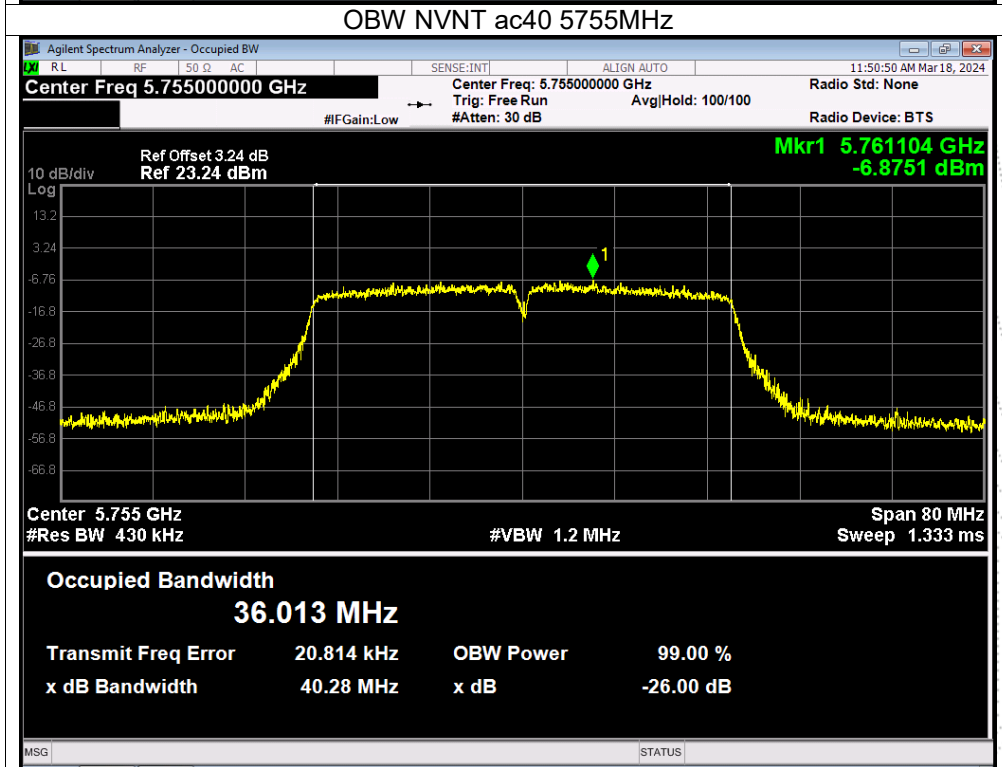 OBW NVNT ac40 5755MHz
Agilent Spectrum Analyzer - Occupied BW
LXI RL RF 50 Ω AC SENSE:INT ALIGN AUTO 11:50:50 AM Mar 18, 2024
Center Freq 5.755000000 GHz Center Freq: 5.755000000 GHz Radio Std: None
Trig: Free Run Avg|Hold: 100/100
#IFGain:Low #Atten: 30 dB Radio Device: BTS
Mkr1 5.761104 GHz
-6.8751 dBm
Ref Offset 3.24 dB
10 dB/div Ref 23.24 dBm
Log
13.2
3.24
1
-6.76
-16.8
-26.8
-36.8
-46.8
-56.8
-66.8
Center 5.755 GHz Span 80 MHz
#Res BW 430 kHz #VBW 1.2 MHz Sweep 1.333 ms
Occupied Bandwidth
36.013 MHz
Transmit Freq Error 20.814 kHz OBW Power 99.00 %
x dB Bandwidth 40.28 MHz x dB -26.00 dB
MSG STATUS